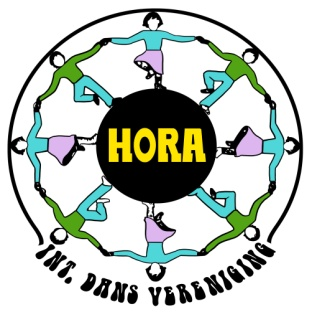 HORA
INT. DANS VERENIGING